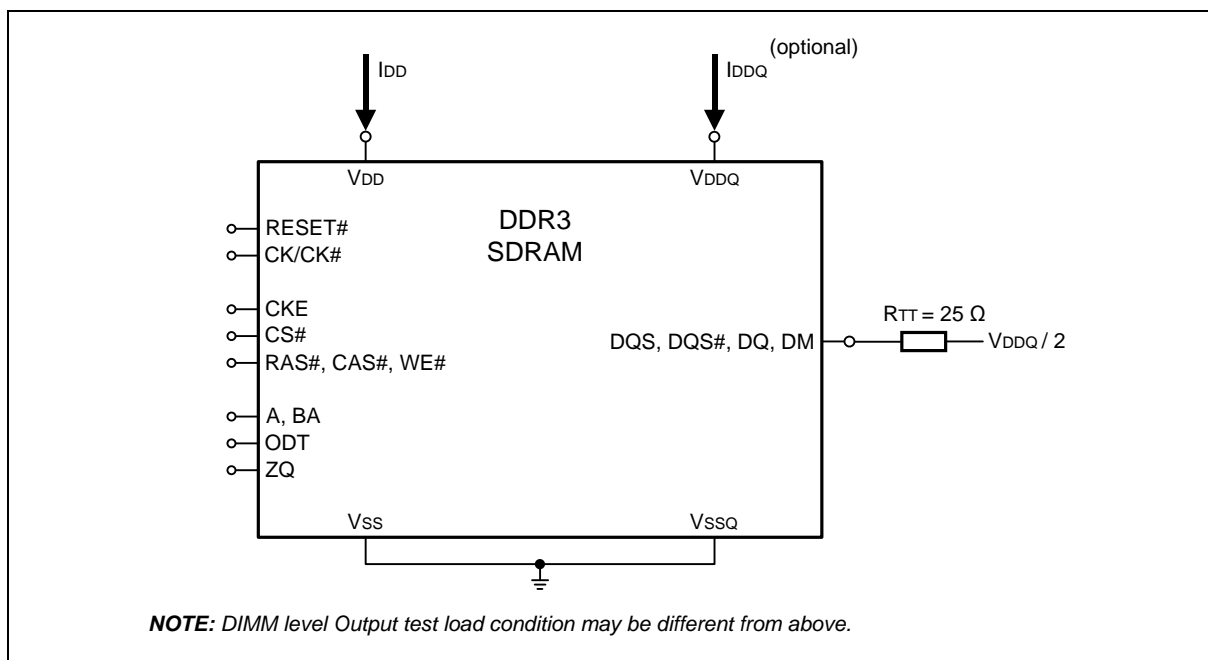 (optional)
IDD
IDDQ
VDD
VDDQ
DDR3
SDRAM
RESET#
CK/CK#
CKE
CS#
RAS#, CAS#, WE#
A, BA
ODT
ZQ
DQS, DQS#, DQ, DM
RTT = 25 Ω
VDDQ / 2
VSS
VSSQ
NOTE: DIMM level Output test load condition may be different from above.